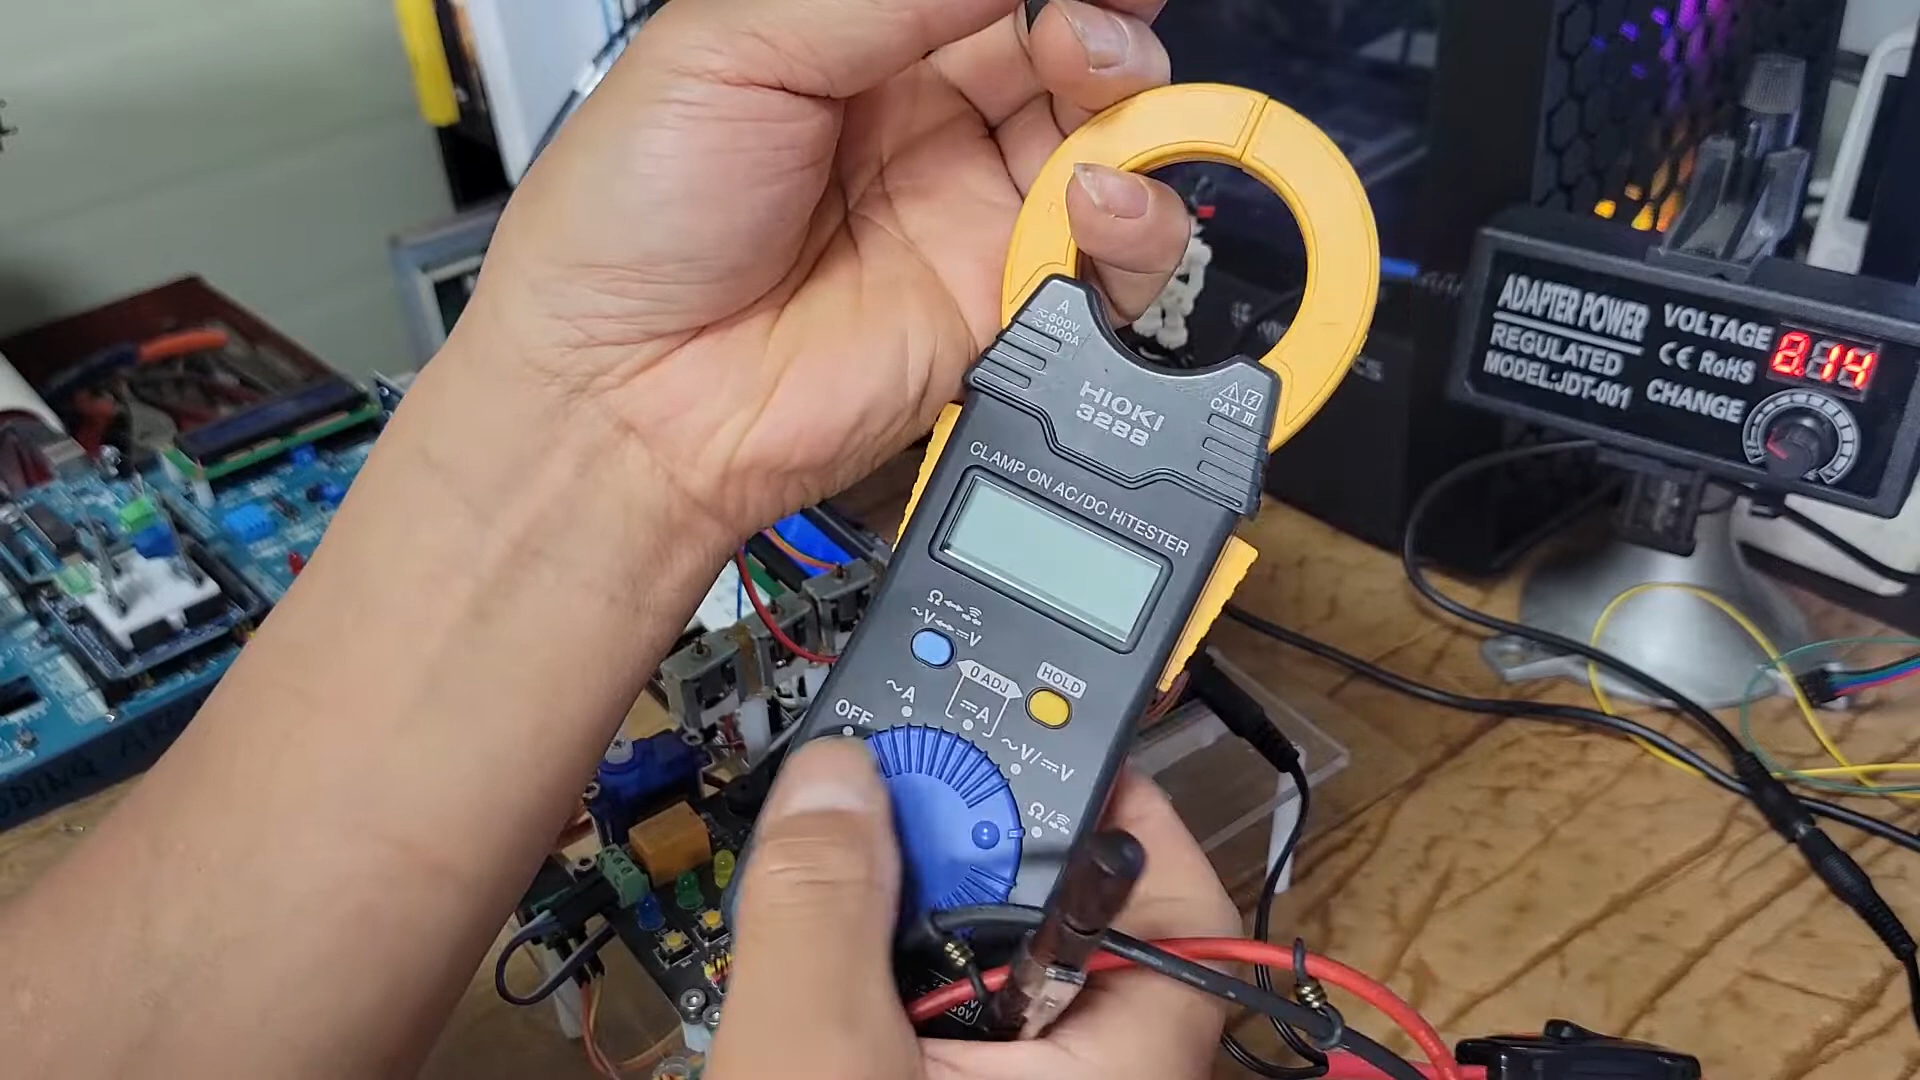 A
~600V
~1000A
HIOKI
3288
CAT III
CLAMP ON AC/DC HiTESTER
Ω
~V ⎓V
0 ADJ
HOLD
OFF
~A
⎓A
~V/⎓V
Ω/
ADAPTER POWER
REGULATED
MODEL:JDT-001
VOLTAGE
CE RoHS
CHANGE
8.14